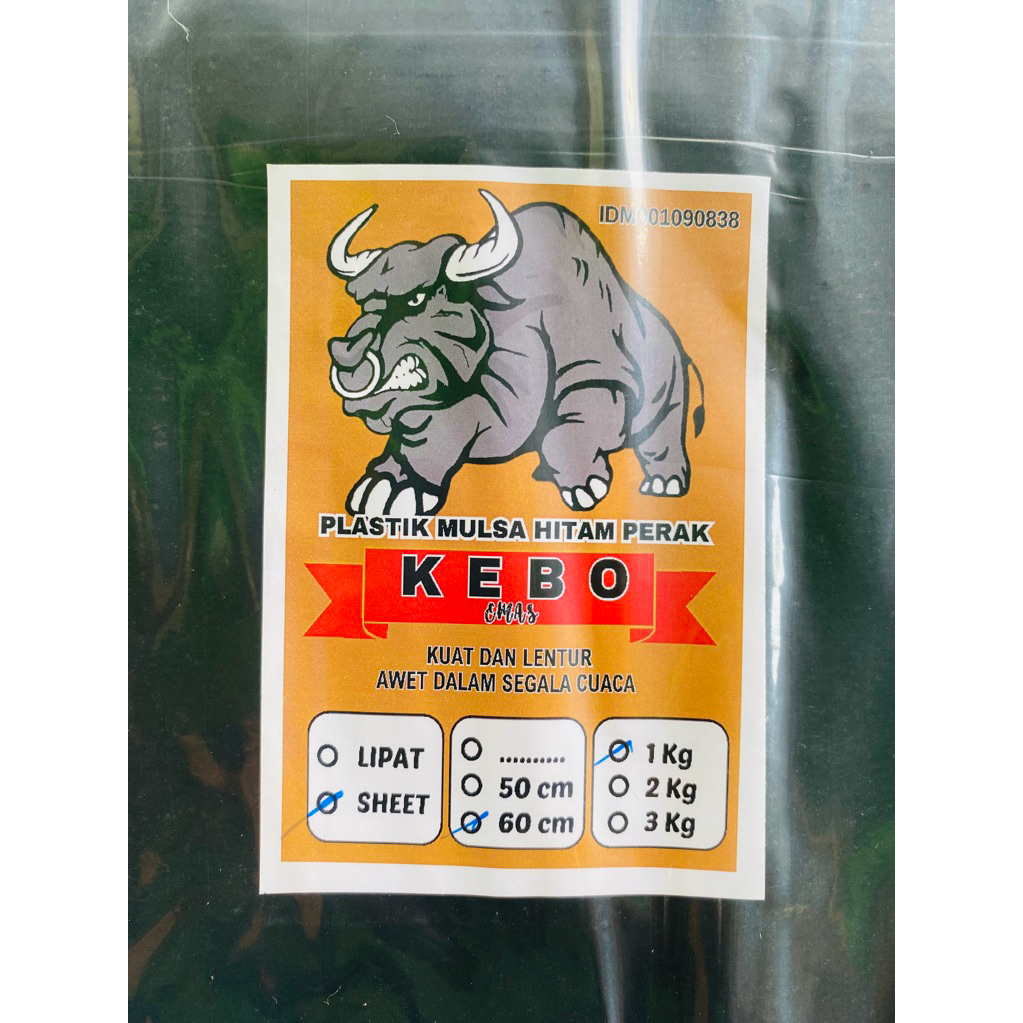 IDM001090838
PLASTIK MULSA HITAM PERAK
KEBO
EMAS
KUAT DAN LENTUR
AWET DALAM SEGALA CUACA
LIPAT
SHEET
..........
50 cm
60 cm
1 Kg
2 Kg
3 Kg